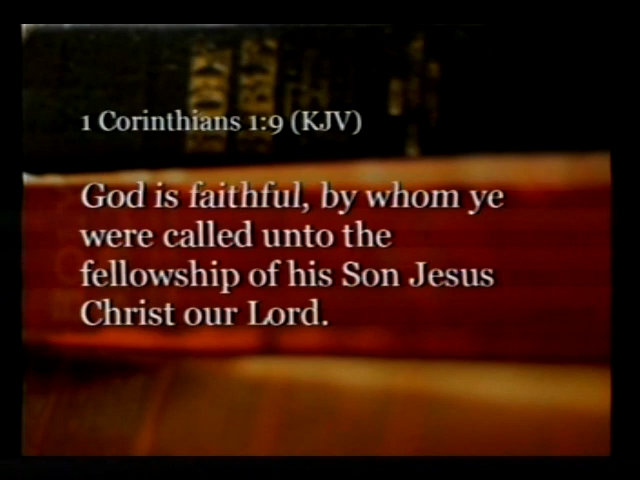 1 Corinthians 1:9 (KJV)
God is faithful, by whom ye
were called unto the
fellowship of his Son Jesus
Christ our Lord.